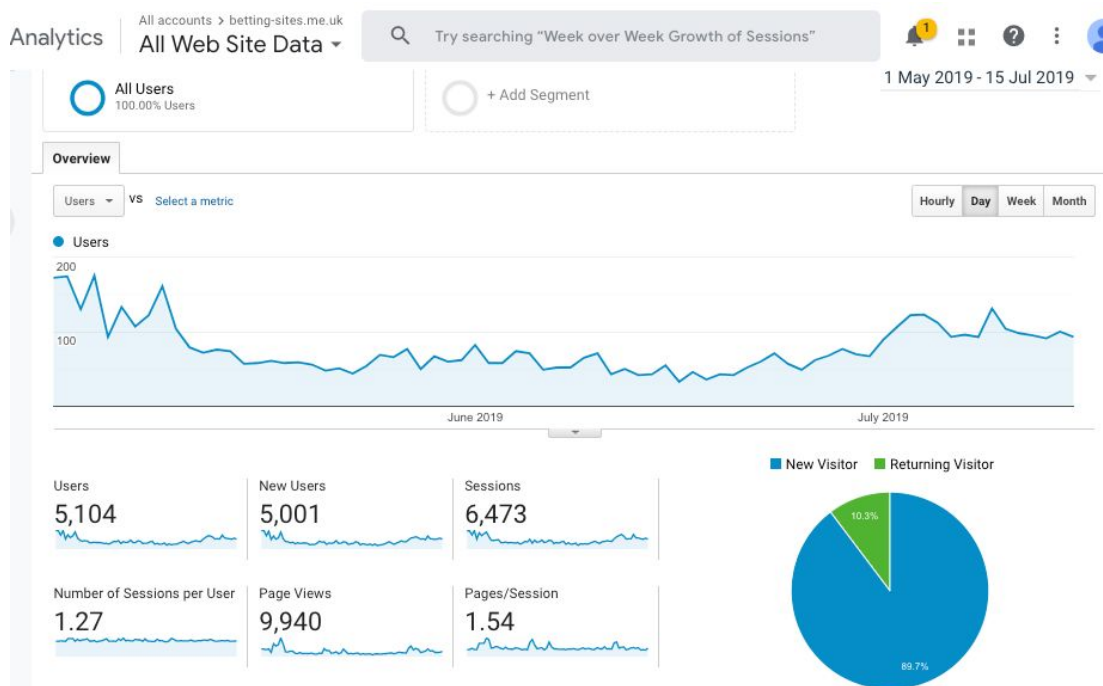 Analytics
All accounts > betting-sites.me.uk
All Web Site Data
Try searching “Week over Week Growth of Sessions”
1
All Users
100.00% Users
+ Add Segment
1 May 2019 - 15 Jul 2019
Overview
Users
vs
Select a metric
Hourly
Day
Week
Month
Users
200
100
June 2019
July 2019
Users
5,104
New Users
5,001
Sessions
6,473
Number of Sessions per User
1.27
Page Views
9,940
Pages/Session
1.54
New Visitor
Returning Visitor
10.3%
89.7%